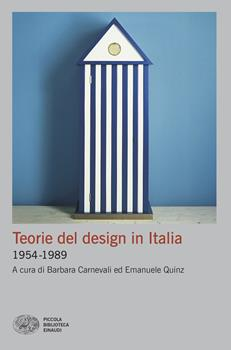 Teorie del design in Italia
1954-1989
A cura di Barbara Carnevali ed Emanuele Quinz
PICCOLA
BIBLIOTECA
EINAUDI